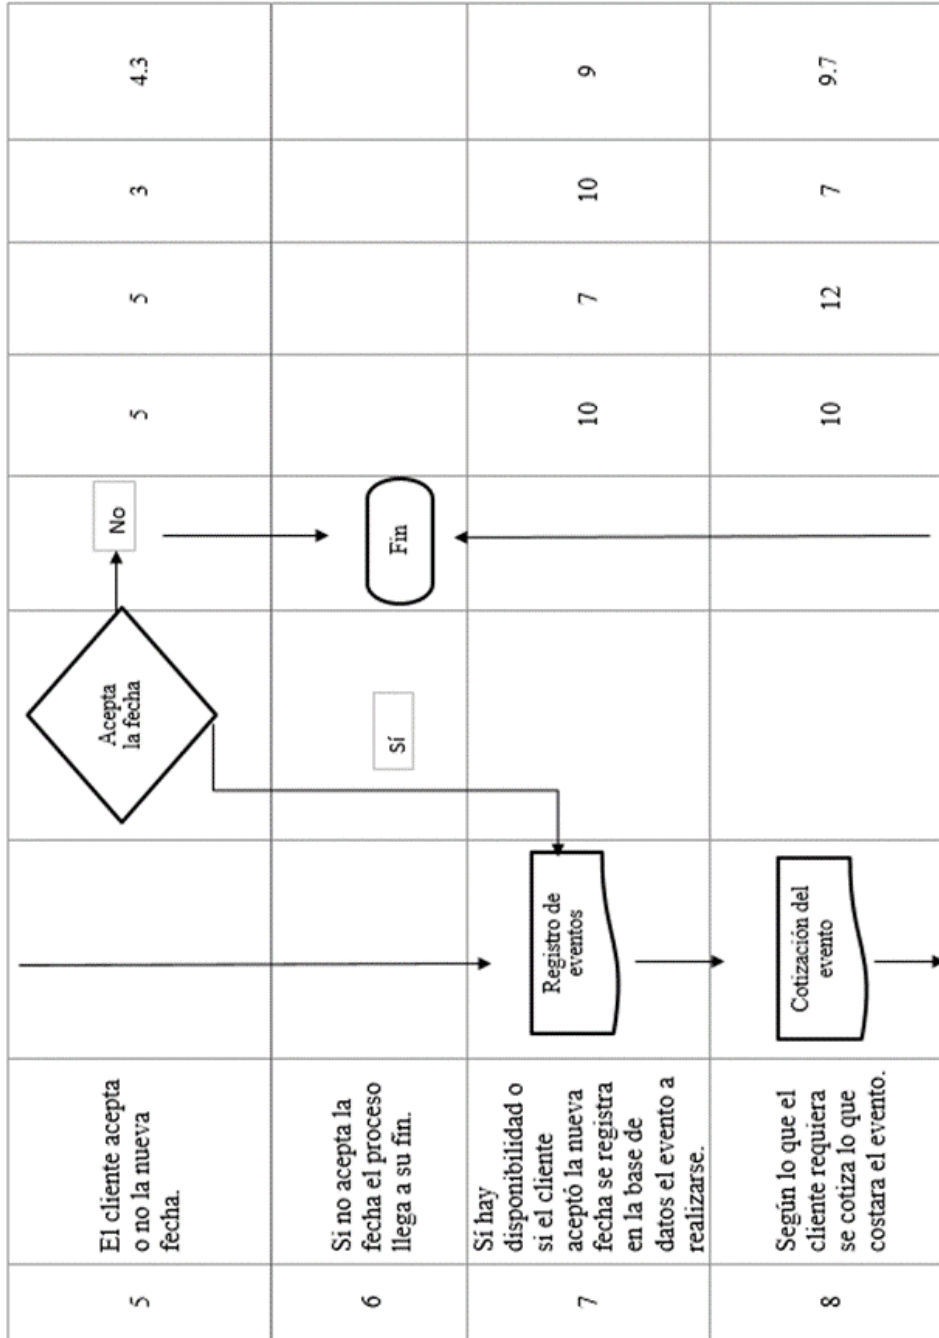 5
El cliente acepta
o no la nueva
fecha.
Acepta
la fecha
No
5
5
3
4.3
6
Si no acepta la
fecha el proceso
llega a su fin.
Sí
Fin
7
Sí hay
disponibilidad o
si el cliente
aceptó la nueva
fecha se registra
en la base de
datos el evento a
realizarse.
Registro de
eventos
10
7
10
9
8
Según lo que el
cliente requiera
se cotiza lo que
costara el evento.
Cotización del
evento
10
12
7
9.7